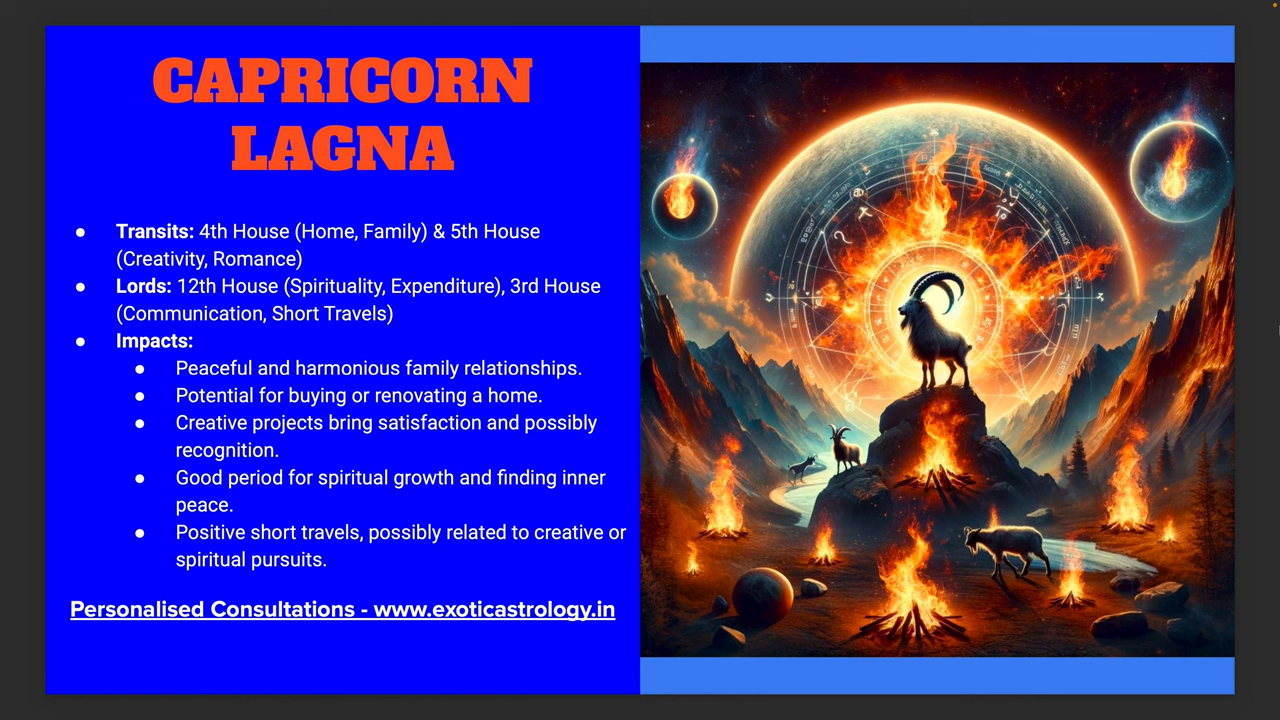 CAPRICORN
LAGNA
● Transits: 4th House (Home, Family) & 5th House
(Creativity, Romance)
● Lords: 12th House (Spirituality, Expenditure), 3rd House
(Communication, Short Travels)
● Impacts:
● Peaceful and harmonious family relationships.
● Potential for buying or renovating a home.
● Creative projects bring satisfaction and possibly
recognition.
● Good period for spiritual growth and finding inner
peace.
● Positive short travels, possibly related to creative or
spiritual pursuits.
Personalised Consultations - www.exoticastrology.in